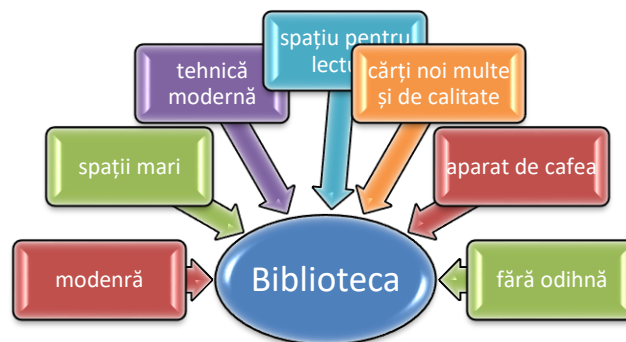 spațiu pentru
lectu
tehnică
modernă
cărți noi multe
și de calitate
spații mari
aparat de cafea
modenră
Biblioteca
fără odihnă